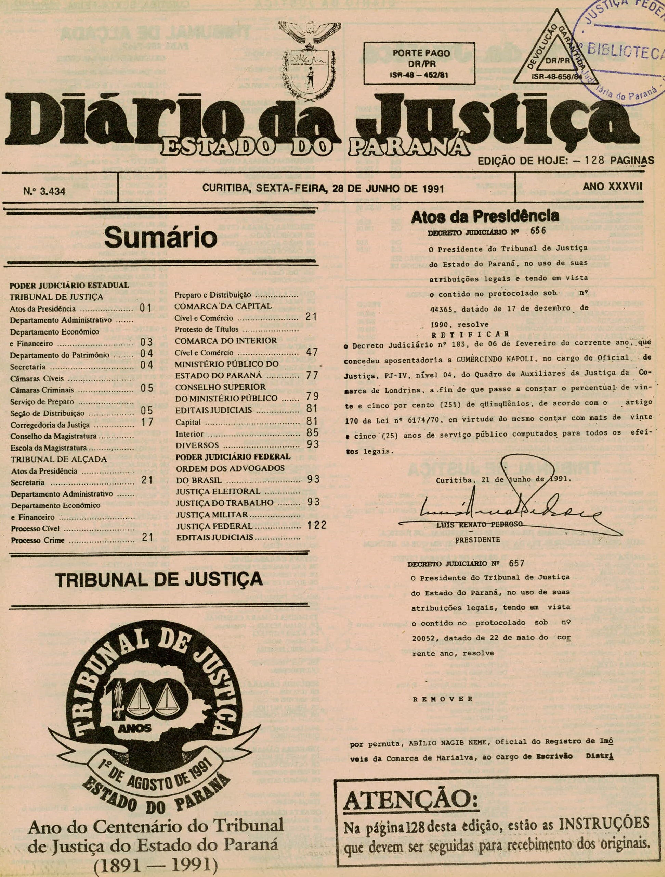 PORTE PAGO
DR/PR
ISR-48 — 452/81
DEVOLUÇÃO
GARANTIDA
DR/PR
ISR-48-656/81
JUSTIÇA FEDER
BIBLIOTECA
iária do Paraná
Diário da Justiça
ESTADO DO PARANÁ
EDIÇÃO DE HOJE: – 128 PAGINAS
N.º 3.434
CURITIBA, SEXTA-FEIRA, 28 DE JUNHO DE 1991
ANO XXXVII
Sumário
PODER JUDICIÁRIO ESTADUAL
TRIBUNAL DE JUSTIÇA
Atos da Presidência .......... 01
Departamento Administrativo ......
Departamento Econômico
e Financeiro .......... 03
Departamento do Patrimônio .... 04
Secretaria .......... 04
Câmaras Cíveis ..........
Câmaras Criminais .......... 05
Serviço de Preparo ..........
Seção de Distribuição .......... 05
Corregedoria da Justiça .......... 17
Conselho da Magistratura ..........
Escola da Magistratura ..........
TRIBUNAL DE ALÇADA
Atos da Presidência ..........
Secretaria .......... 21
Departamento Administrativo ......
Departamento Econômico
e Financeiro ..........
Processo Cível ..........
Processo Crime .......... 21
Preparo e Distribuição ..........
COMARCA DA CAPITAL
Cível e Comércio .......... 21
Protesto de Títulos ..........
COMARCA DO INTERIOR
Cível e Comércio .......... 47
MINISTÉRIO PÚBLICO DO
ESTADO DO PARANÁ .......... 77
CONSELHO SUPERIOR
DO MINISTÉRIO PÚBLICO ...... 79
EDITAIS JUDICIAIS .......... 81
Capital .......... 81
Interior .......... 85
DIVERSOS .......... 93
PODER JUDICIÁRIO FEDERAL
ORDEM DOS ADVOGADOS
DO BRASIL .......... 93
JUSTIÇA ELEITORAL ..........
JUSTIÇA DO TRABALHO .......... 93
JUSTIÇA MILITAR ..........
JUSTIÇA FEDERAL .......... 122
EDITAIS JUDICIAIS ..........
TRIBUNAL DE JUSTIÇA
TRIBUNAL DE JUSTIÇA
100
ANOS
1º DE AGOSTO DE 1991
ESTADO DO PARANÁ
Ano do Centenário do Tribunal
de Justiça do Estado do Paraná
(1891 — 1991)
Atos da Presidência
DECRETO JUDICIÁRIO Nº 656
O Presidente do Tribunal de Justiça
do Estado do Paraná, no uso de suas
atribuições legais e tendo em vista
o contido no protocolado sob nº
44365, datado de 17 de dezembro de
1990, resolve
RETIFICAR
o Decreto Judiciário nº 183, de 06 de fevereiro do corrente ano, que
concedeu aposentadoria a GUMERCINDO NAPOLI, no cargo de Oficial de
Justiça, PJ-IV, nível 04, do Quadro de Auxiliares da Justiça da Co-
marca de Londrina, a fim de que passe a constar o percentual de vin-
te e cinco por cento (25%) de qüinqüênios, de acordo com o artigo
170 da Lei nº 6174/70, em virtude do mesmo contar com mais de vinte
e cinco (25) anos de serviço público computados para todos os efei-
tos legais.
Curitiba, 21 de junho de 1991.
LUÍS RENATO PEDROSO
PRESIDENTE
DECRETO JUDICIÁRIO Nº 657
O Presidente do Tribunal de Justiça
do Estado do Paraná, no uso de suas
atribuições legais, tendo em vista
o contido no protocolado sob nº
20052, datado de 22 de maio do cor
rente ano, resolve
REMOVER
por permuta, ABÍLIO NAGIB NEME, Oficial do Registro de Imó
veis da Comarca de Marialva, ao cargo de Escrivão Distri
ATENÇÃO:
Na página 128 desta edição, estão as INSTRUÇÕES
que devem ser seguidas para recebimento dos originais.